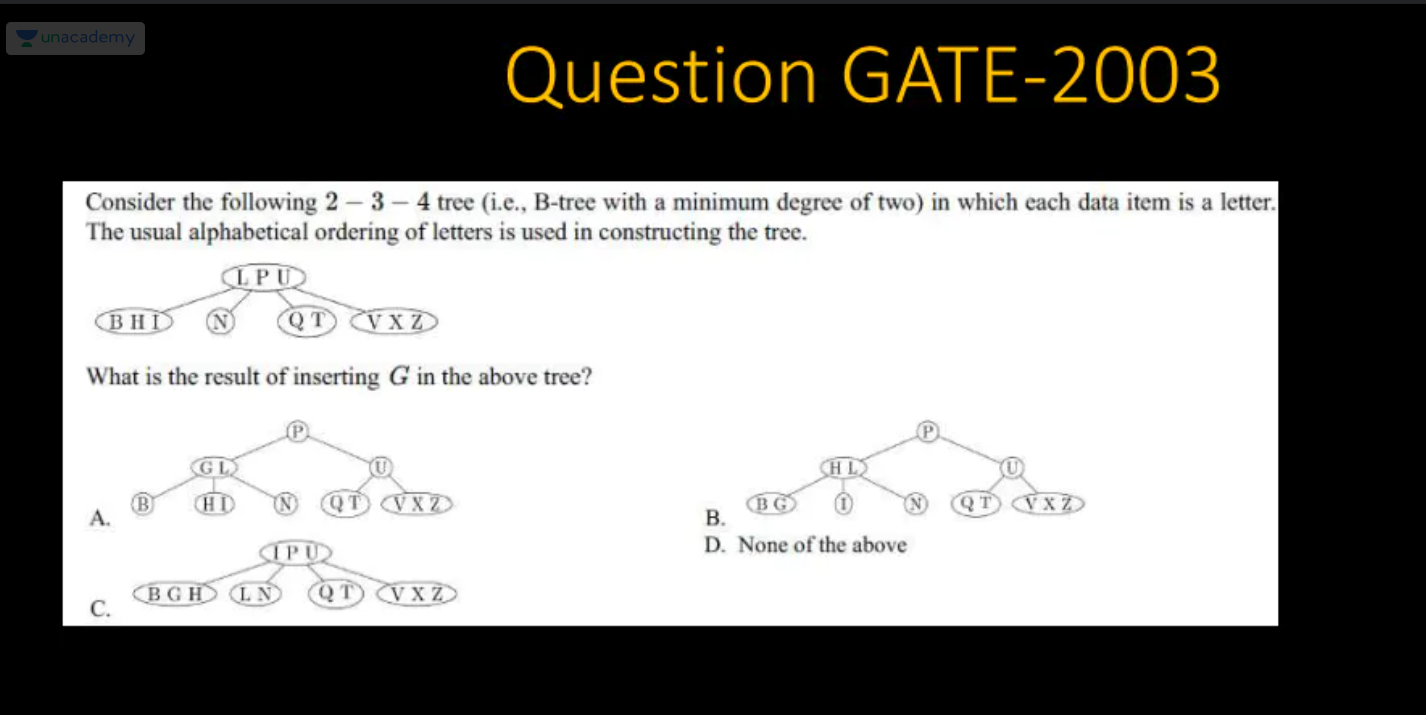 unacademy
Question GATE-2003
Consider the following 2 – 3 – 4 tree (i.e., B-tree with a minimum degree of two) in which each data item is a letter.
The usual alphabetical ordering of letters is used in constructing the tree.
L P U
B H I N Q T V X Z
What is the result of inserting G in the above tree?
P
G L U
B H I N Q T V X Z
A.
P
H L U
B G I N Q T V X Z
B.
I P U
B G H L N Q T V X Z
C.
D. None of the above